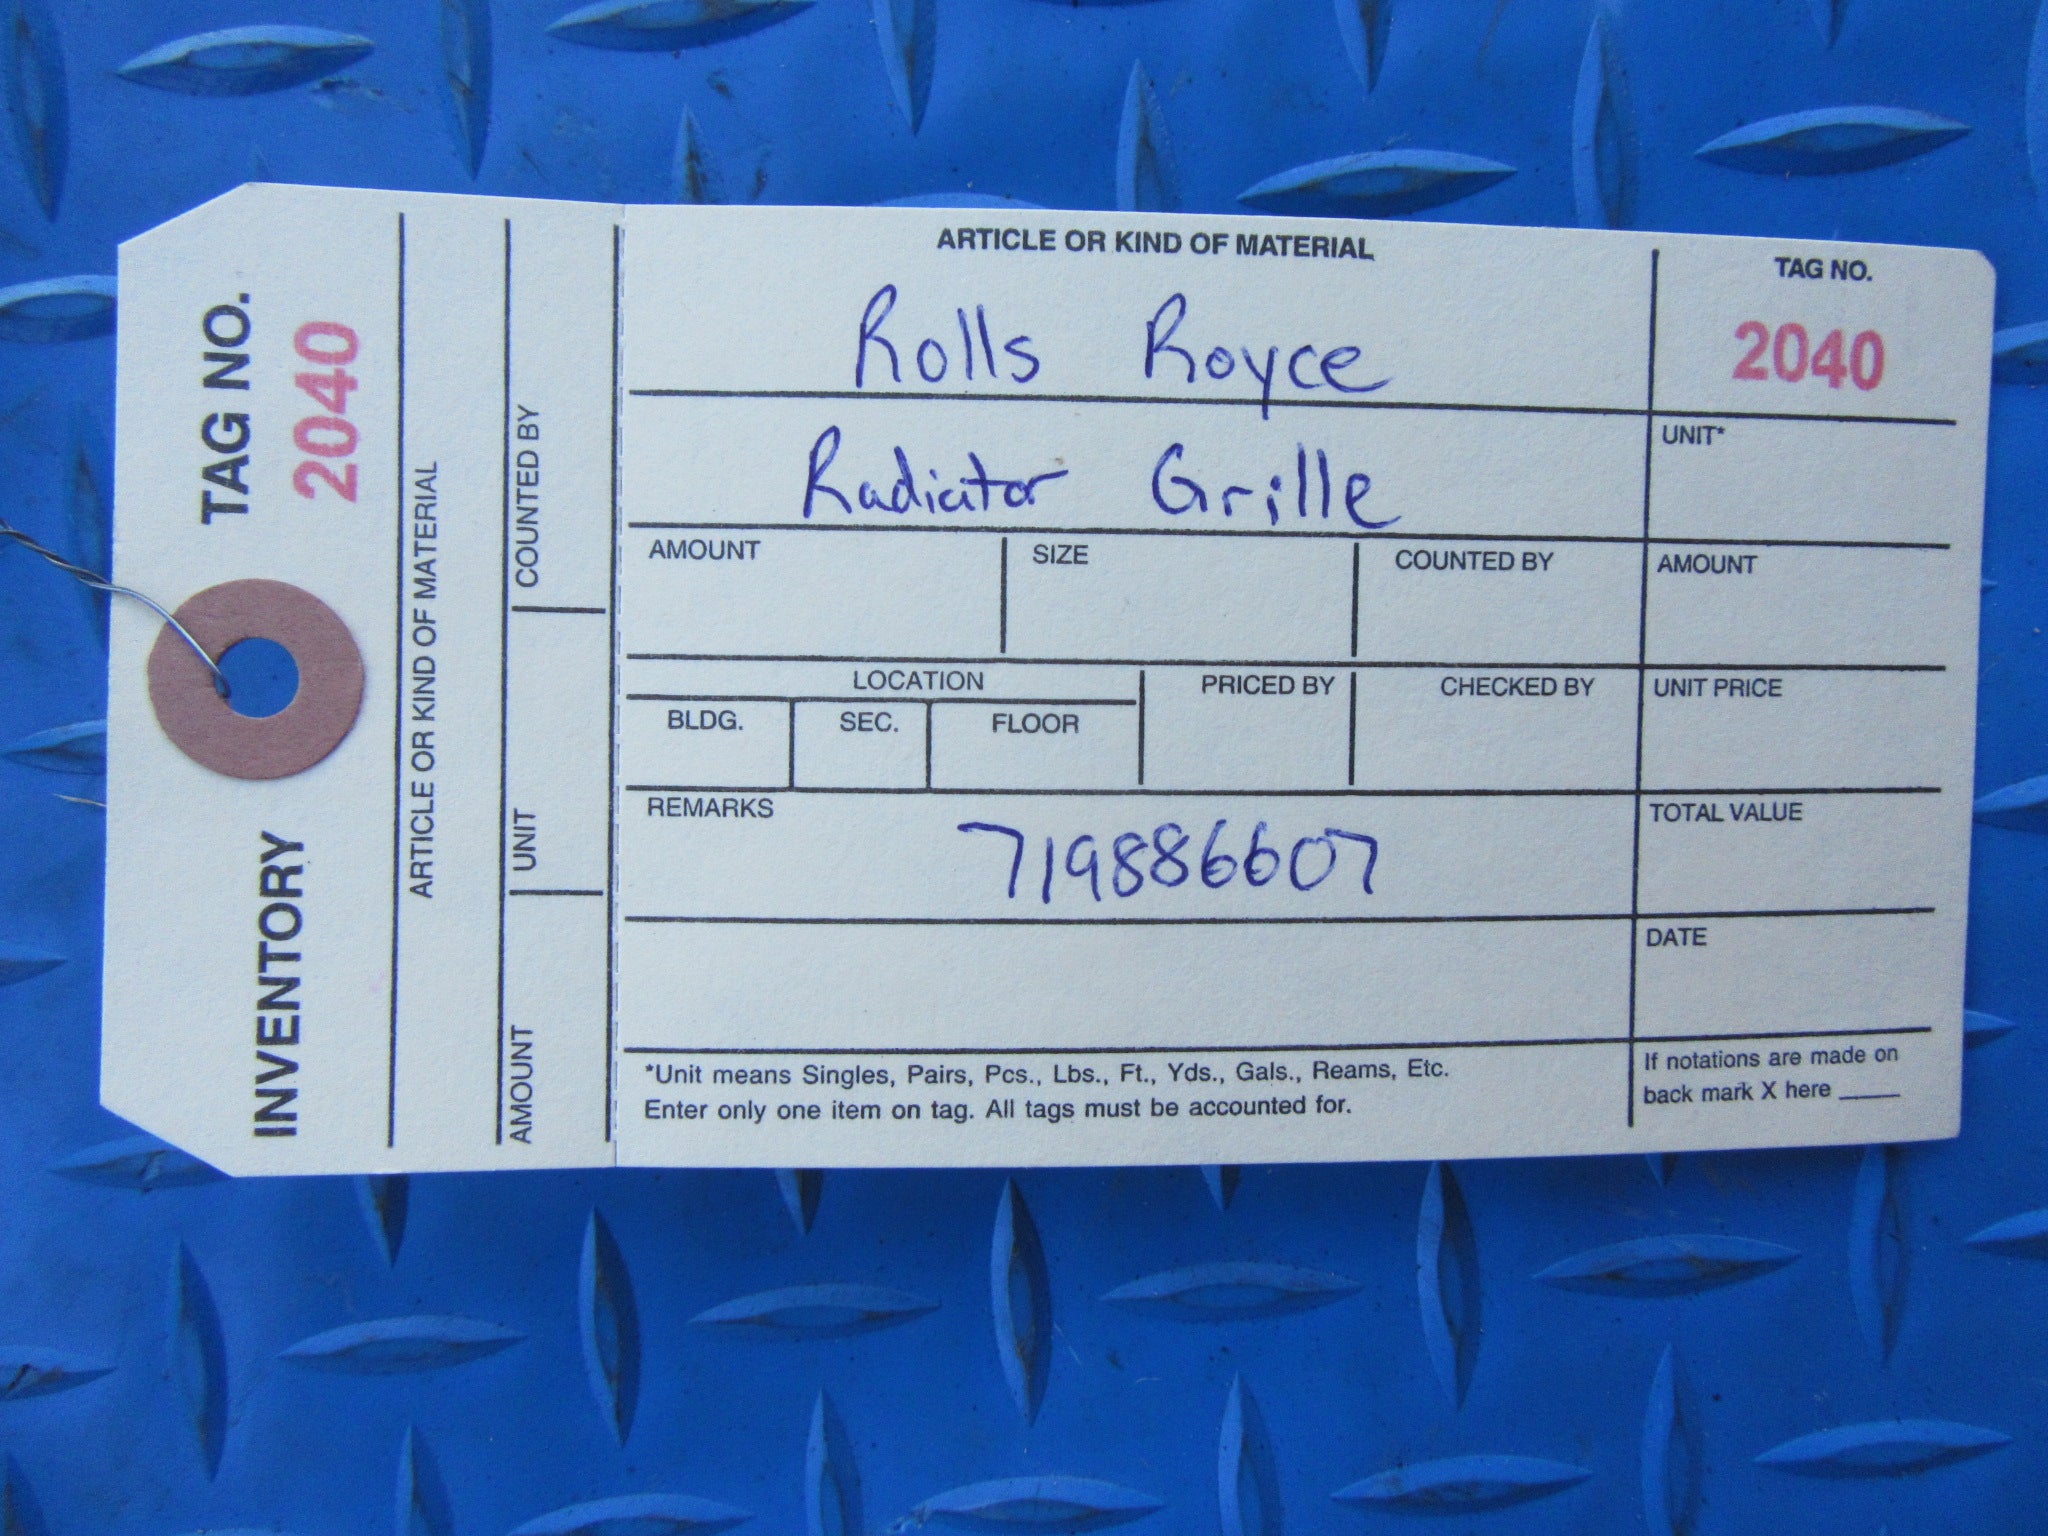 INVENTORY TAG NO.
2040
ARTICLE OR KIND OF MATERIAL
AMOUNT UNIT COUNTED BY
ARTICLE OR KIND OF MATERIAL
TAG NO.
Rolls Royce
2040
Radiator Grille
UNIT*
AMOUNT SIZE COUNTED BY AMOUNT
LOCATION PRICED BY CHECKED BY UNIT PRICE
BLDG. SEC. FLOOR
REMARKS
TOTAL VALUE
719886607
DATE
*Unit means Singles, Pairs, Pcs., Lbs., Ft., Yds., Gals., Reams, Etc.
Enter only one item on tag. All tags must be accounted for.
If notations are made on
back mark X here ____